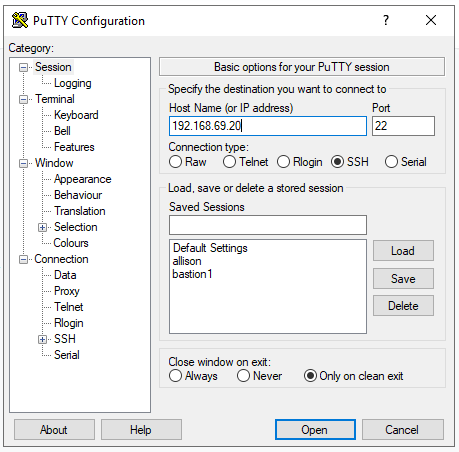 PuTTY Configuration
?
Category:
Session
Logging
Terminal
Keyboard
Bell
Features
Window
Appearance
Behaviour
Translation
Selection
Colours
Connection
Data
Proxy
Telnet
Rlogin
SSH
Serial
Basic options for your PuTTY session
Specify the destination you want to connect to
Host Name (or IP address) Port
192.168.69.20 22
Connection type:
Raw Telnet Rlogin SSH Serial
Load, save or delete a stored session
Saved Sessions
Default Settings
allison
bastion1
Load
Save
Delete
Close window on exit:
Always Never Only on clean exit
About Help Open Cancel